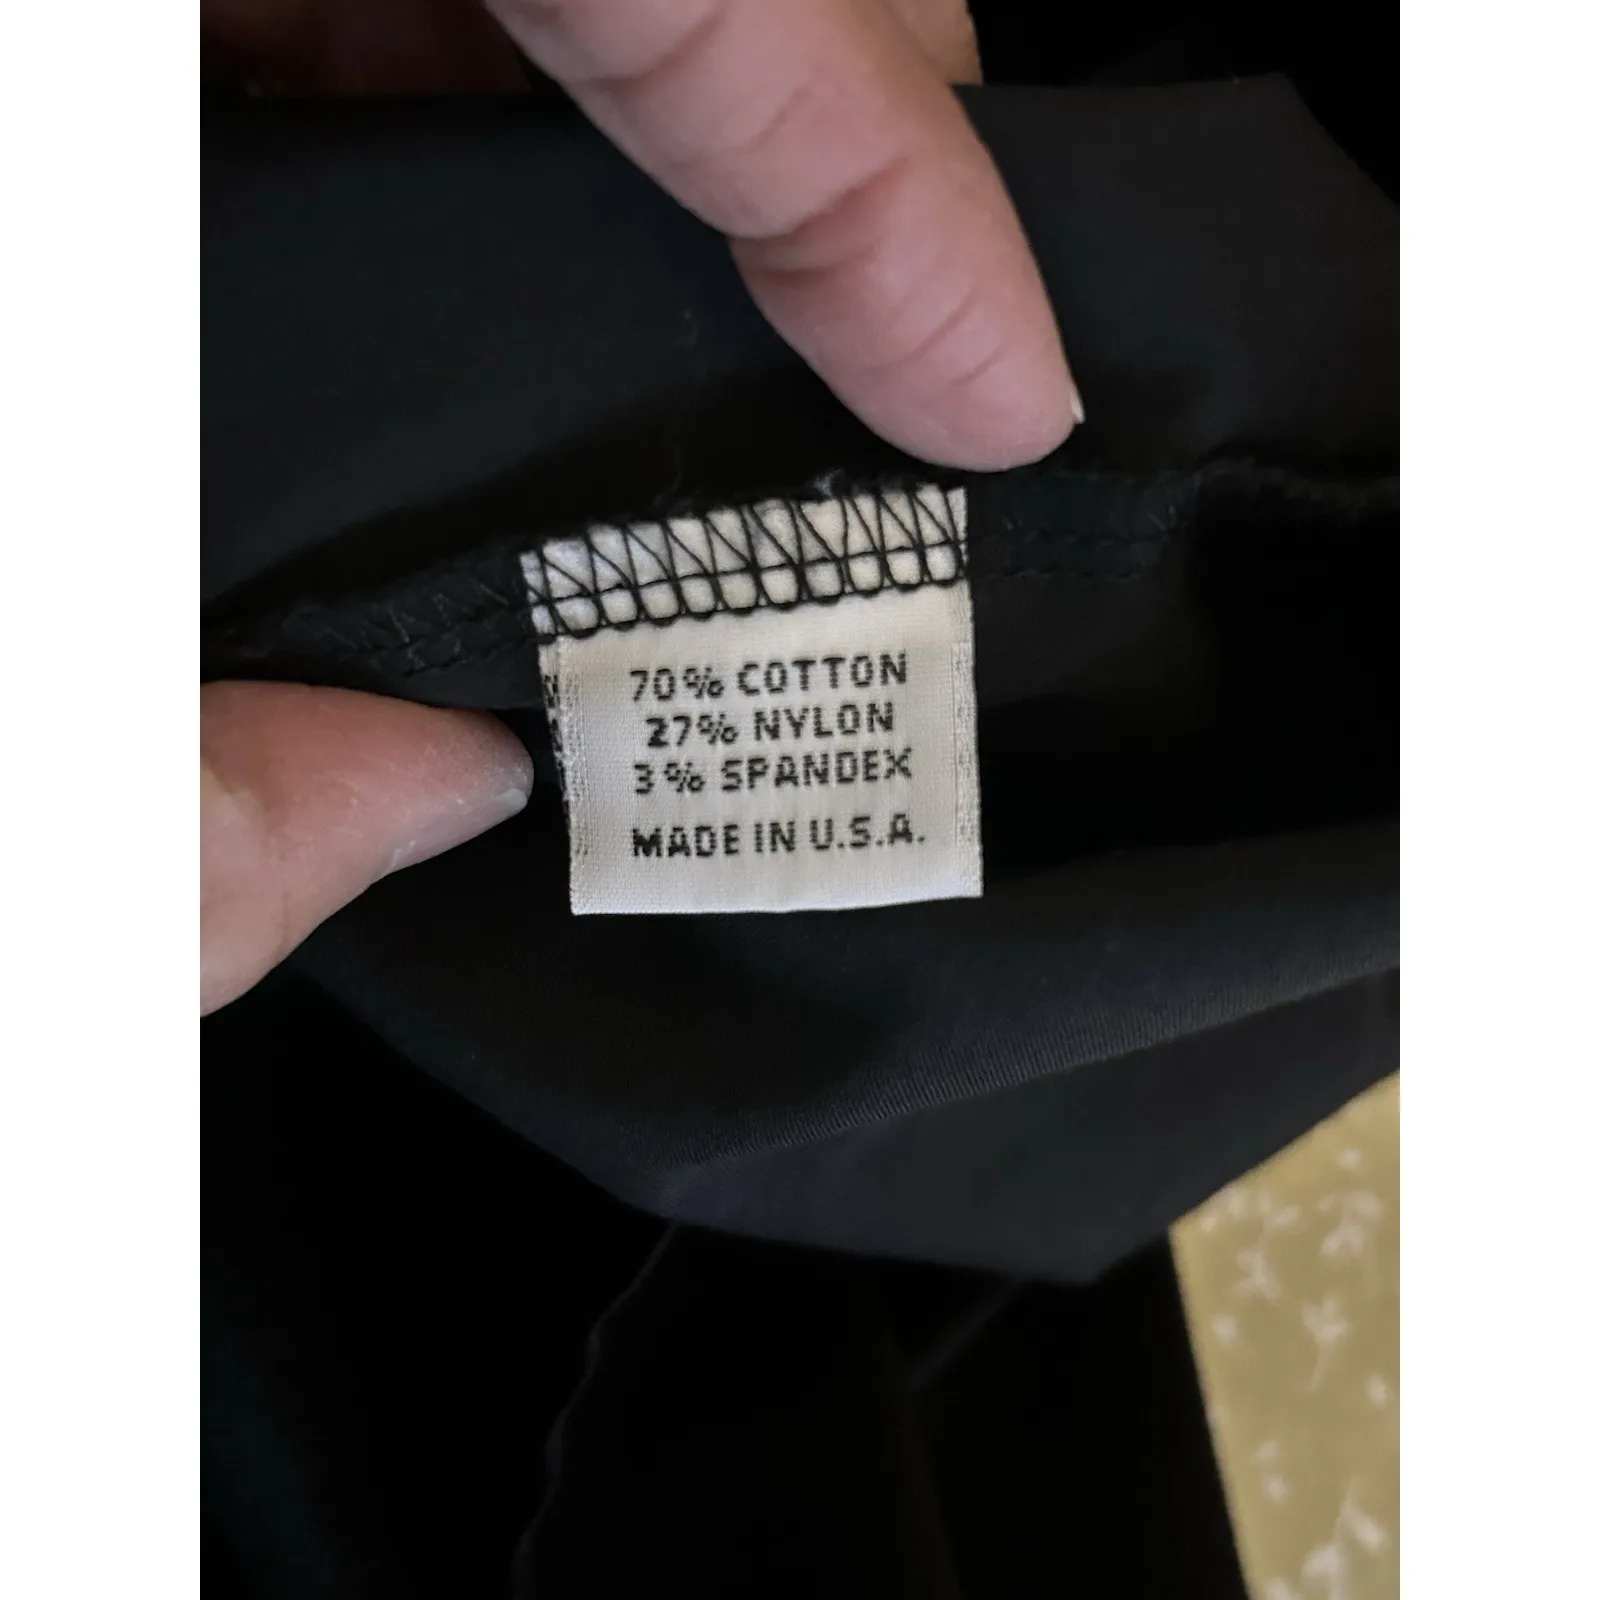 70% COTTON
27% NYLON
3% SPANDEX
MADE IN U.S.A.